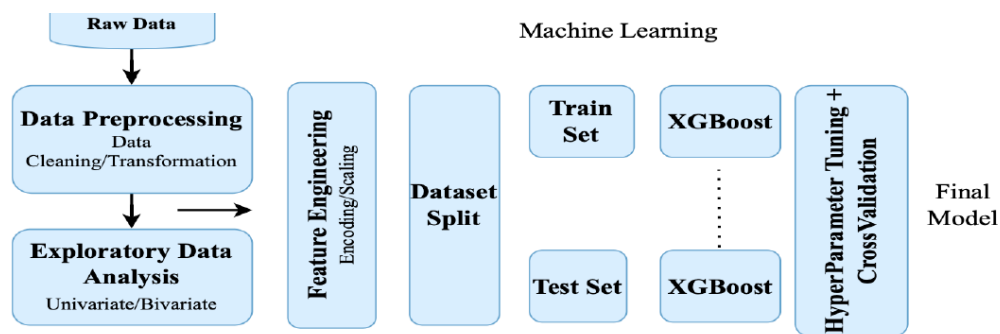 Raw Data
Machine Learning
Data Preprocessing
Data
Cleaning/Transformation
Exploratory Data
Analysis
Univariate/Bivariate
Feature Engineering
Encoding/Scaling
Dataset
Split
Train
Set
Test Set
XGBoost
XGBoost
HyperParameter Tuning +
CrossValidation
Final
Model